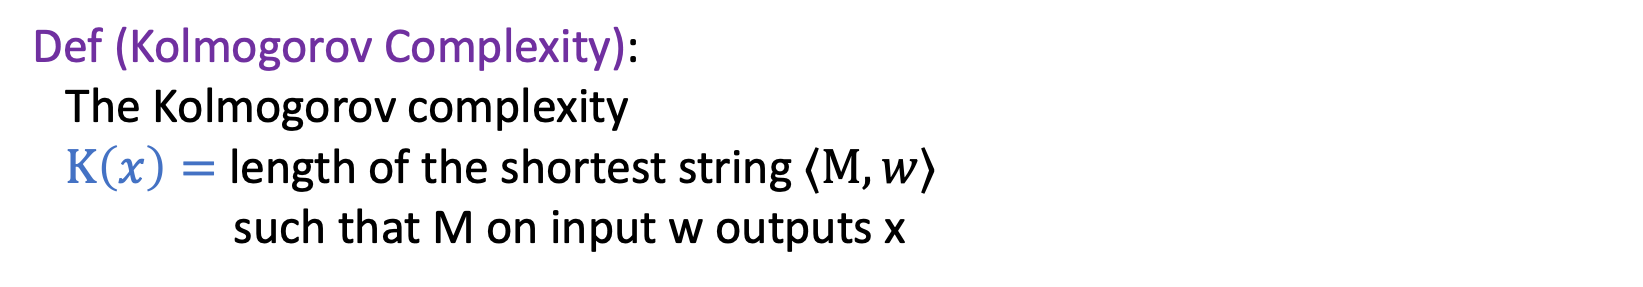 Def (Kolmogorov Complexity):
The Kolmogorov complexity
K(x) = length of the shortest string ⟨M, w⟩
such that M on input w outputs x